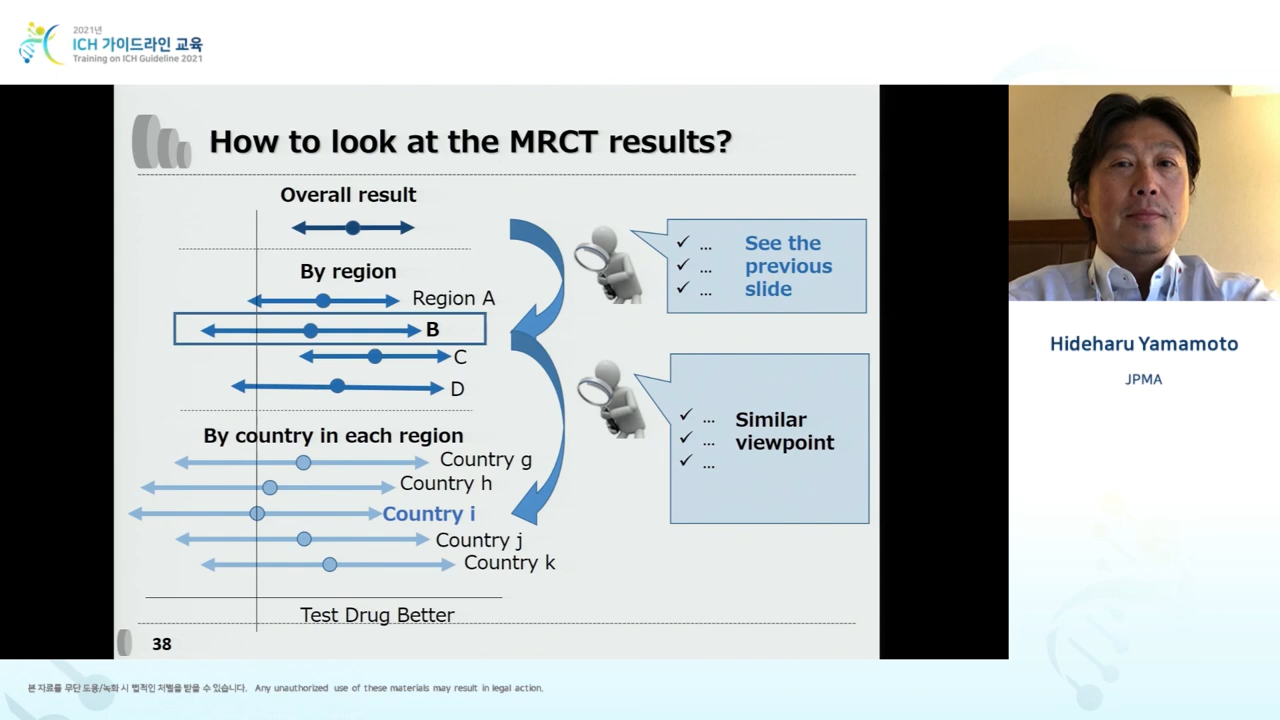 2021년
ICH 가이드라인 교육
Training on ICH Guideline 2021
How to look at the MRCT results?
Overall result
By region
Region A
B
C
D
By country in each region
Country g
Country h
Country i
Country j
Country k
Test Drug Better
38
✓ ...
✓ ...
✓ ...
See the
previous
slide
✓ ...
✓ ...
✓ ...
Similar
viewpoint
Hideharu Yamamoto
JPMA
본 자료를 무단 도용/녹화 시 법적인 처벌을 받을 수 있습니다. Any unauthorized use of these materials may result in legal action.